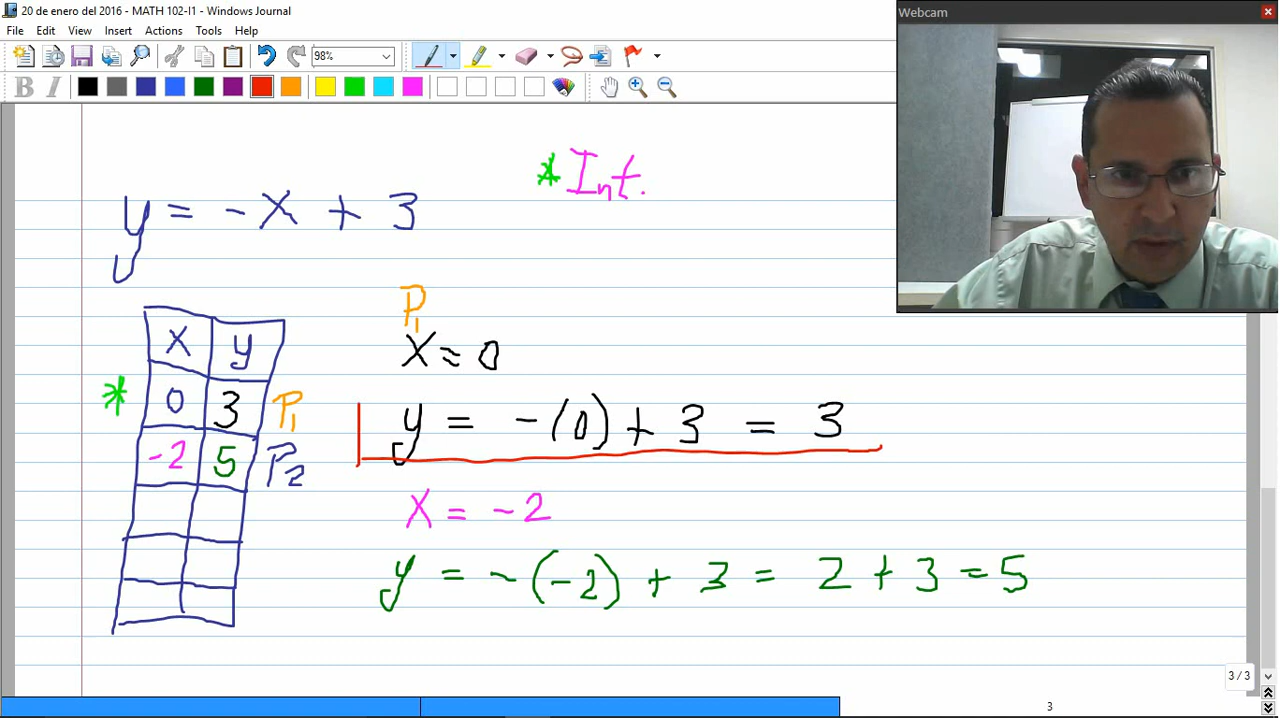 20 de enero del 2016 - MATH 102-I1 - Windows Journal
Webcam
File Edit View Insert Actions Tools Help
98%
B I
* Int.
y = -x + 3
P1
x = 0
x y
* 0 3 P1
y = -(0) + 3 = 3
-2 5 P2
x = -2
y = -(-2) + 3 = 2 + 3 = 5
3 / 3
3